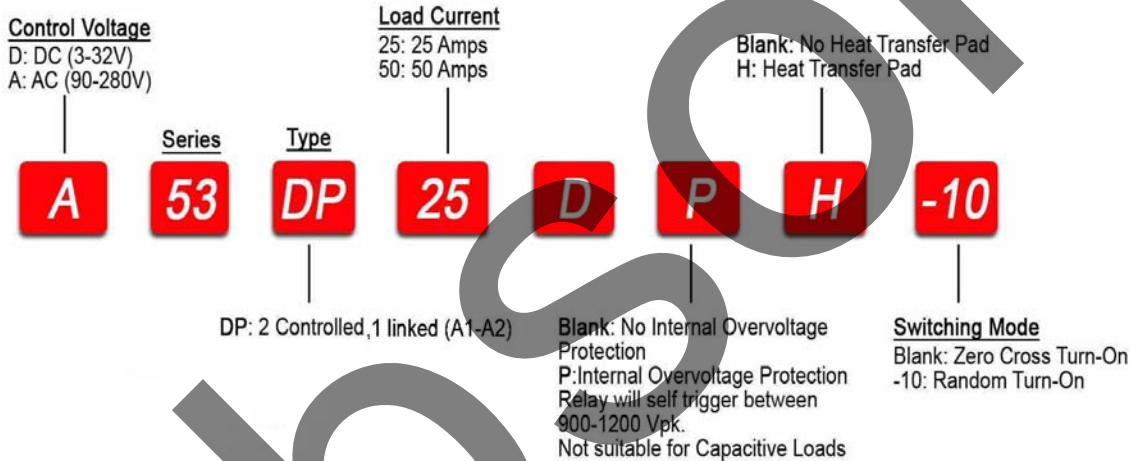 Control Voltage
D: DC (3-32V)
A: AC (90-280V)
Load Current
25: 25 Amps
50: 50 Amps
Blank: No Heat Transfer Pad
H: Heat Transfer Pad
Series
Type
A 53 DP 25 D P H -10
DP: 2 Controlled,1 linked (A1-A2)
Blank: No Internal Overvoltage
Protection
P:Internal Overvoltage Protection
Relay will self trigger between
900-1200 Vpk.
Not suitable for Capacitive Loads
Switching Mode
Blank: Zero Cross Turn-On
-10: Random Turn-On